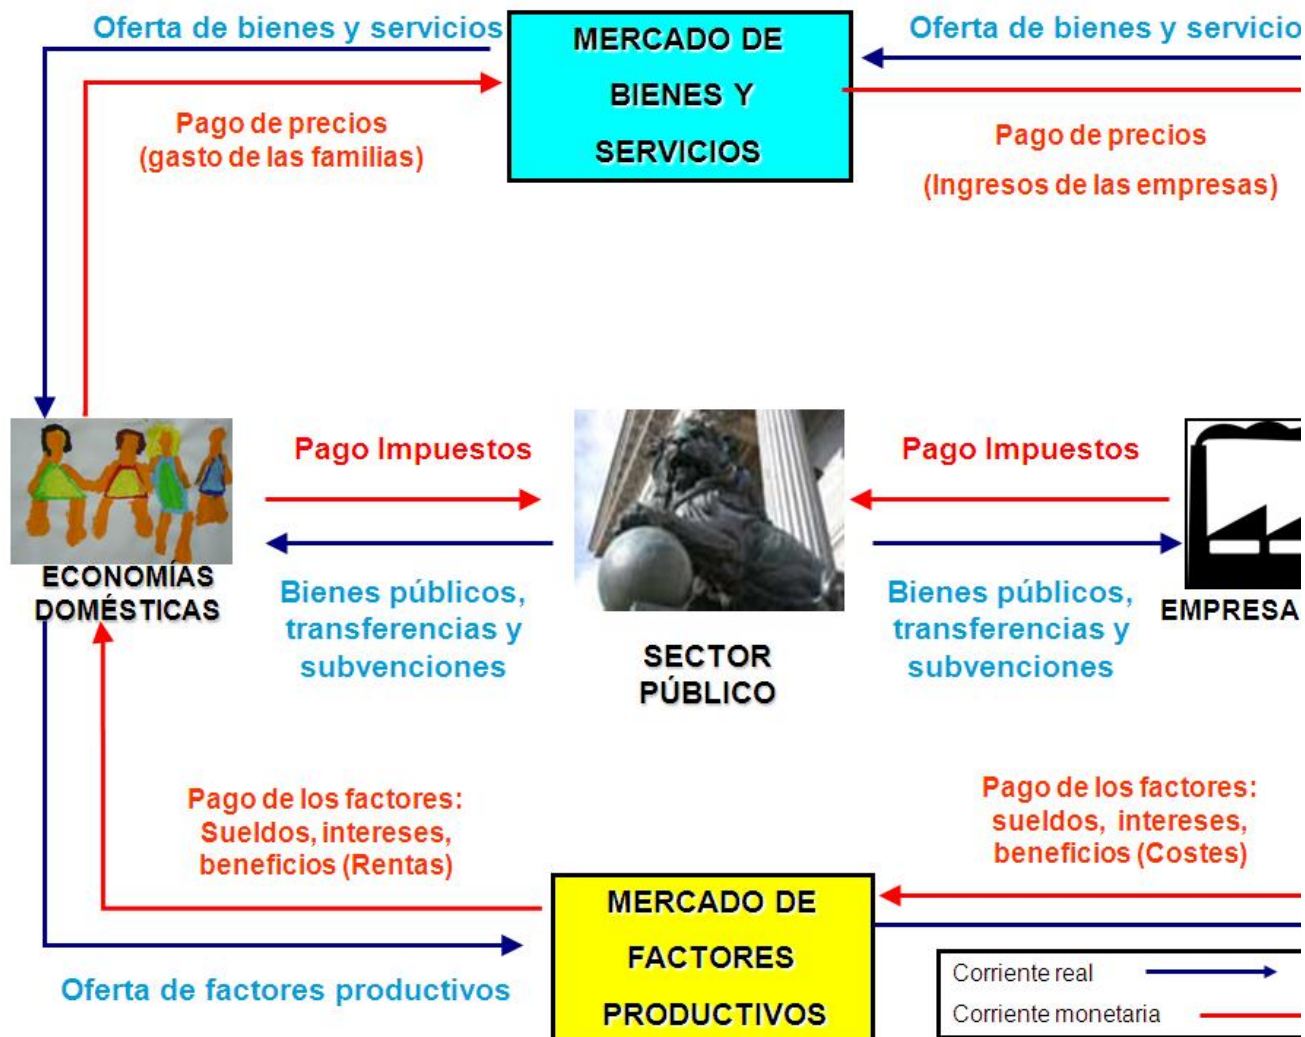 Oferta de bienes y servicios
MERCADO DE
BIENES Y
SERVICIOS
Oferta de bienes y servicio
Pago de precios
(gasto de las familias)
Pago de precios
(Ingresos de las empresas)
Pago Impuestos
Pago Impuestos
ECONOMÍAS
DOMÉSTICAS
Bienes públicos,
transferencias y
subvenciones
SECTOR
PÚBLICO
Bienes públicos,
transferencias y
subvenciones
EMPRESA
Pago de los factores:
Sueldos, intereses,
beneficios (Rentas)
Pago de los factores:
sueldos, intereses,
beneficios (Costes)
MERCADO DE
FACTORES
PRODUCTIVOS
Oferta de factores productivos
Corriente real
Corriente monetaria